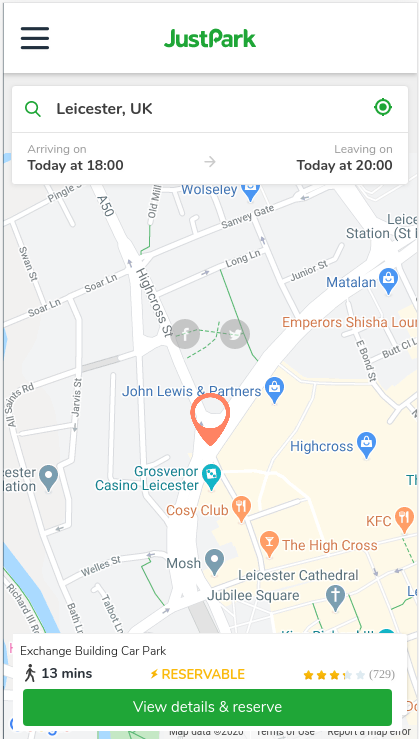 JustPark
Leicester, UK
Arriving on
Leaving on
Today at 18:00
Today at 20:00
Pingle St
Wolseley
A50
Old Mill
Sanvey Gate
Swan St
Long Ln
Station (St
Junior St
Soar Ln
Matalan
Highcross St
Soar Ln
Emperors Shisha Lou
E Bond St
Butt Cl
All Saints Rd
Jarvis St
John Lewis & Partners
Highcross
Grosvenor
Casino Leicester
Cosy Club
KFC
The High Cross
Welles St
Mosh
Leicester Cathedral
Jubilee Square
Richard III Rd
Bath Ln
Talbot Ln
Exchange Building Car Park
13 mins
RESERVABLE
(729)
View details & reserve
Map data ©2020
Terms of Use
Report a map error